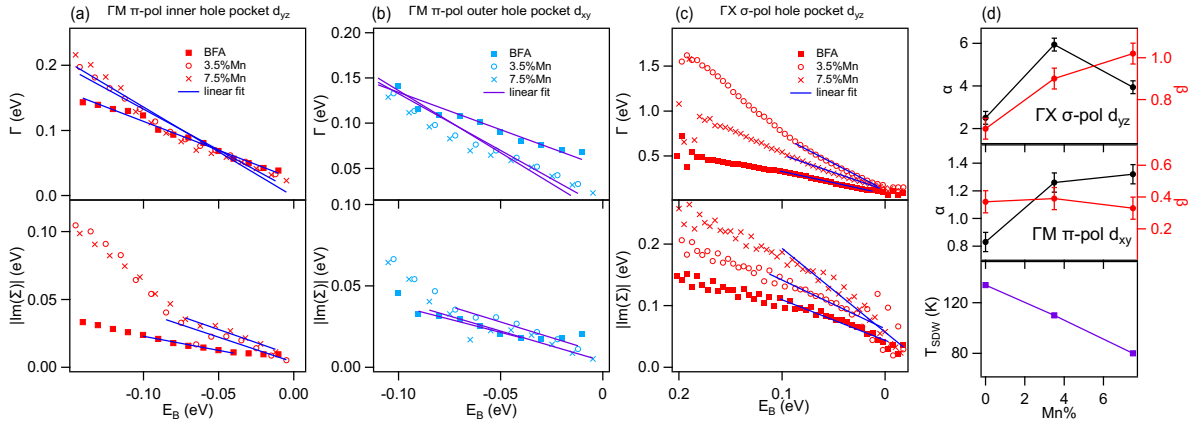 (a) ΓM π-pol inner hole pocket d_yz
(b) ΓM π-pol outer hole pocket d_xy
(c) ΓX σ-pol hole pocket d_yz
(d)
Γ (eV)
0.2
0.1
0.0
BFA
3.5%Mn
7.5%Mn
linear fit
|Im(Σ)| (eV)
0.10
0.05
0.00
-0.10
-0.05
0.00
E_B (eV)
Γ (eV)
0.20
0.15
0.10
0.05
BFA
3.5%Mn
7.5%Mn
linear fit
|Im(Σ)| (eV)
0.10
0.05
0.00
-0.10
-0.05
0.00
E_B (eV)
Γ (eV)
1.5
1.0
0.5
BFA
3.5%Mn
7.5%Mn
linear fit
|Im(Σ)| (eV)
0.2
0.1
0.0
0.2
0.1
0
E_B (eV)
α
6
4
2
1.0
0.8
β
ΓX σ-pol d_yz
α
1.4
1.2
1.0
0.8
0.6
0.4
0.2
β
ΓM π-pol d_xy
T_SDW (K)
120
80
0
2
4
6
Mn%